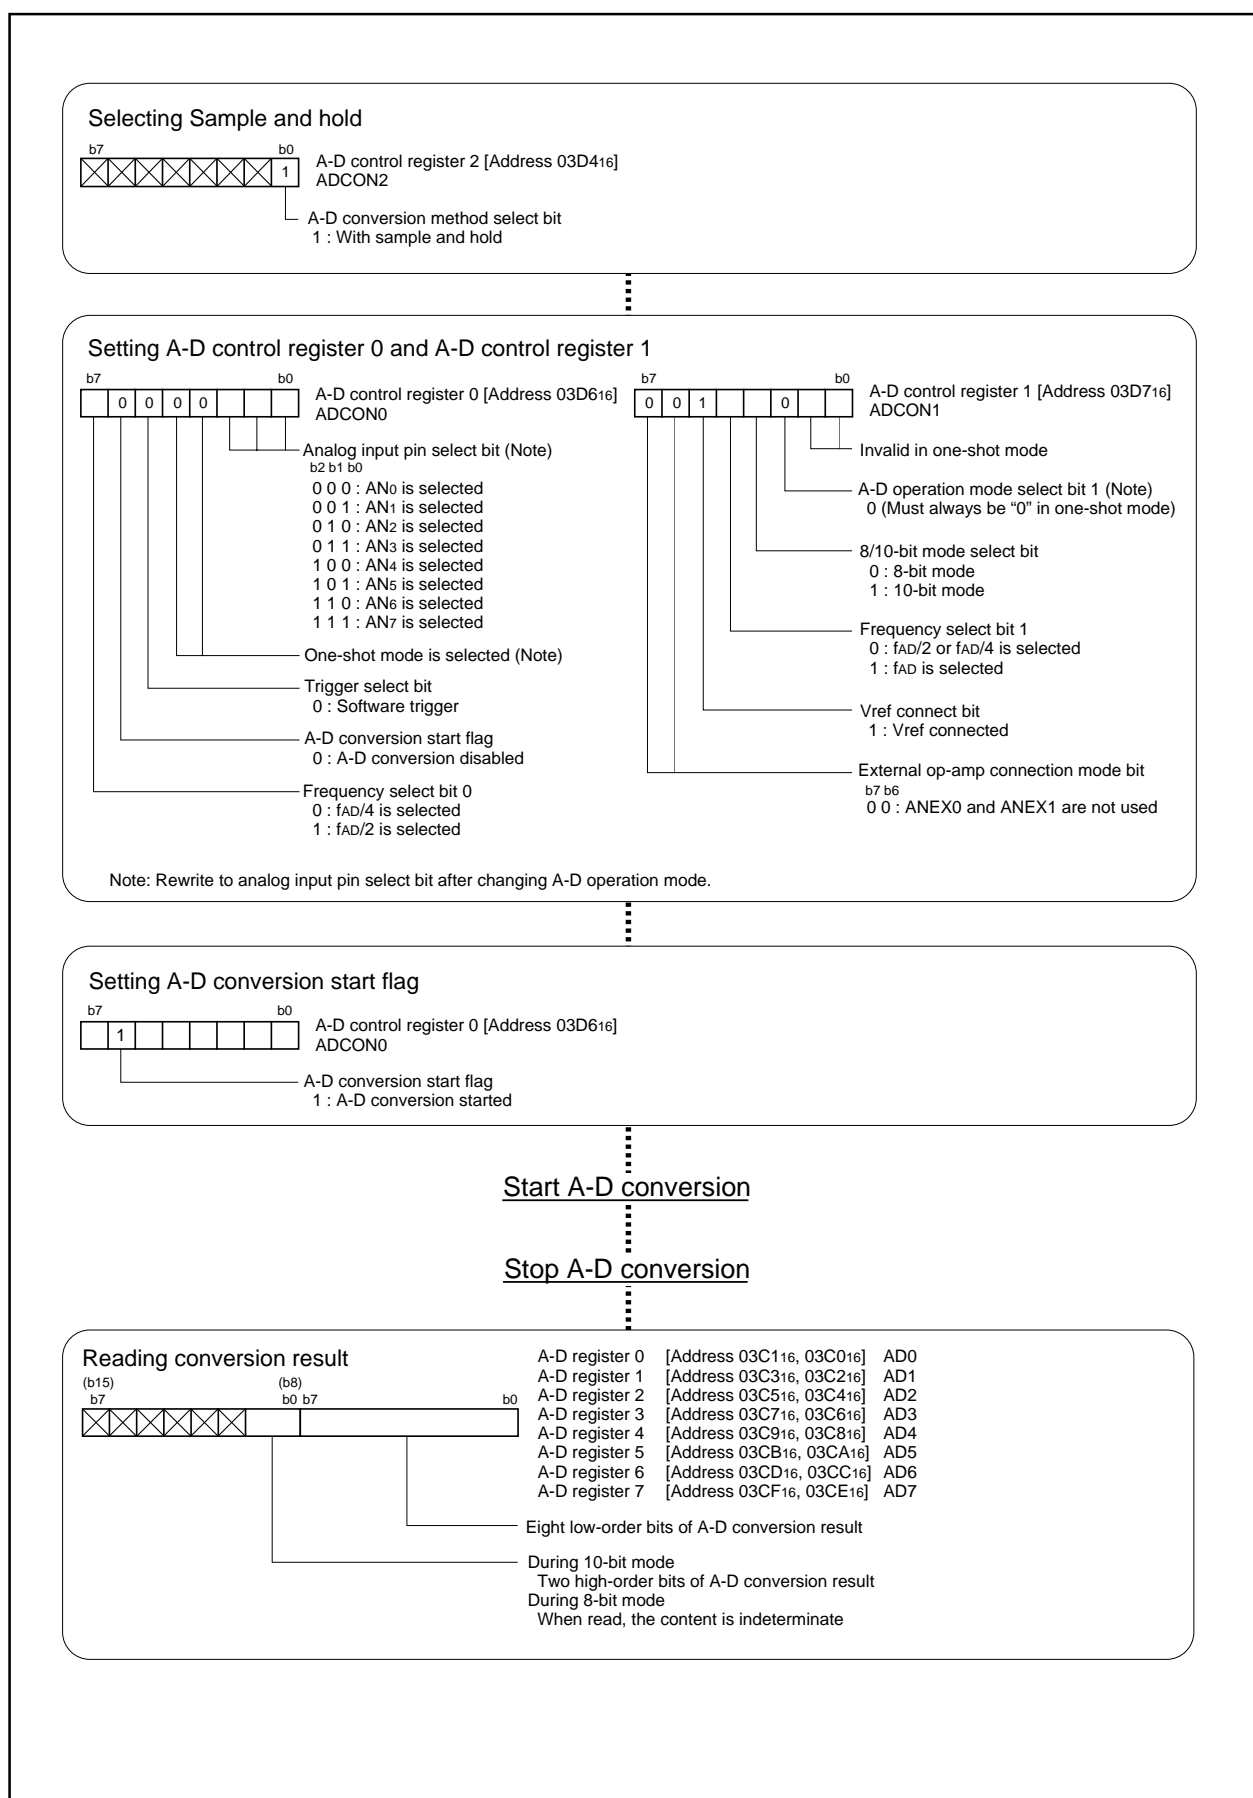 Selecting Sample and hold
b7 b0
1
A-D control register 2 [Address 03D416]
ADCON2
A-D conversion method select bit
1 : With sample and hold
Setting A-D control register 0 and A-D control register 1
b7 b0
0 0 0 0
A-D control register 0 [Address 03D616]
ADCON0
Analog input pin select bit (Note)
b2 b1 b0
0 0 0 : AN0 is selected
0 0 1 : AN1 is selected
0 1 0 : AN2 is selected
0 1 1 : AN3 is selected
1 0 0 : AN4 is selected
1 0 1 : AN5 is selected
1 1 0 : AN6 is selected
1 1 1 : AN7 is selected
One-shot mode is selected (Note)
Trigger select bit
0 : Software trigger
A-D conversion start flag
0 : A-D conversion disabled
Frequency select bit 0
0 : fAD/4 is selected
1 : fAD/2 is selected
b7 b0
0 0 1 0
A-D control register 1 [Address 03D716]
ADCON1
Invalid in one-shot mode
A-D operation mode select bit 1 (Note)
0 (Must always be “0” in one-shot mode)
8/10-bit mode select bit
0 : 8-bit mode
1 : 10-bit mode
Frequency select bit 1
0 : fAD/2 or fAD/4 is selected
1 : fAD is selected
Vref connect bit
1 : Vref connected
External op-amp connection mode bit
b7 b6
0 0 : ANEX0 and ANEX1 are not used
Note: Rewrite to analog input pin select bit after changing A-D operation mode.
Setting A-D conversion start flag
b7 b0
1
A-D control register 0 [Address 03D616]
ADCON0
A-D conversion start flag
1 : A-D conversion started
Start A-D conversion
Stop A-D conversion
Reading conversion result
(b15) (b8)
b7 b0 b7 b0
A-D register 0 [Address 03C116, 03C016] AD0
A-D register 1 [Address 03C316, 03C216] AD1
A-D register 2 [Address 03C516, 03C416] AD2
A-D register 3 [Address 03C716, 03C616] AD3
A-D register 4 [Address 03C916, 03C816] AD4
A-D register 5 [Address 03CB16, 03CA16] AD5
A-D register 6 [Address 03CD16, 03CC16] AD6
A-D register 7 [Address 03CF16, 03CE16] AD7
Eight low-order bits of A-D conversion result
During 10-bit mode
Two high-order bits of A-D conversion result
During 8-bit mode
When read, the content is indeterminate